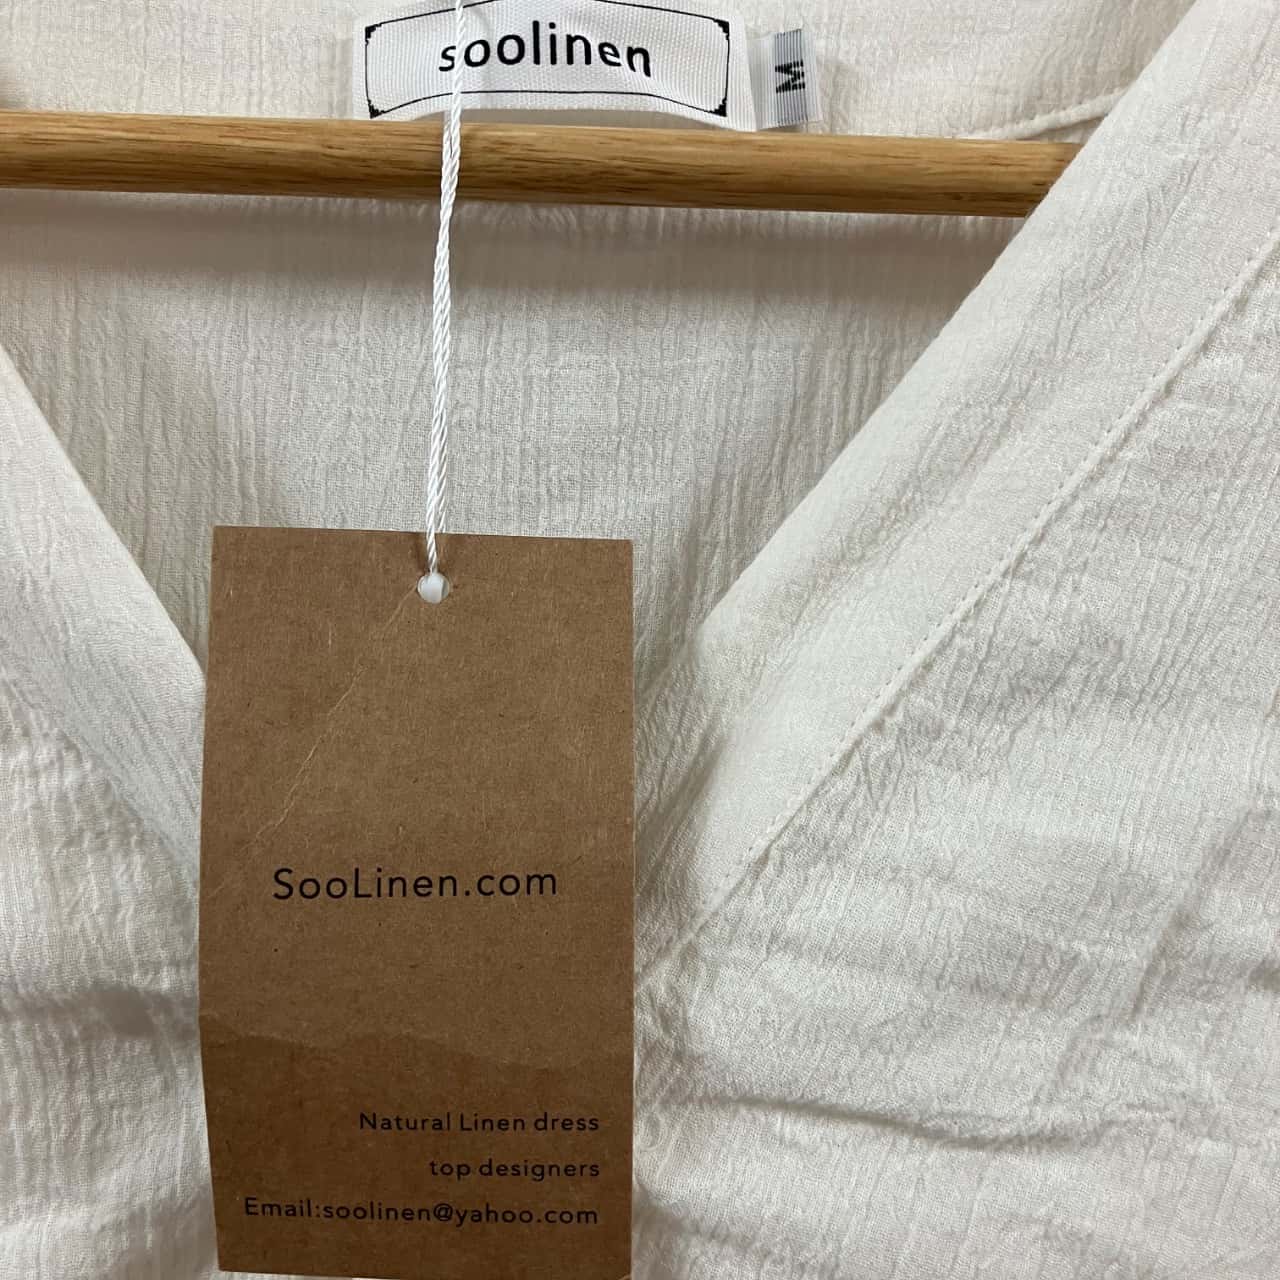 soolinen
M
SooLinen.com
Natural Linen dress
top designers
Email:soolinen@yahoo.com